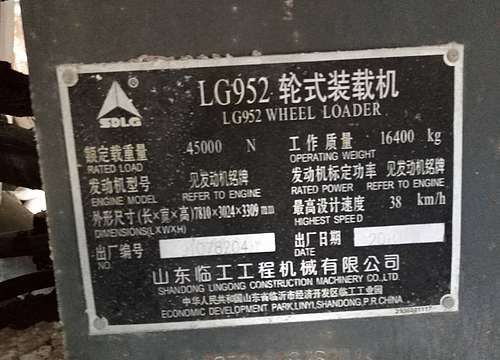 LG952 轮式装载机
LG952 WHEEL LOADER
®
SDLG
额定载重量 45000 N
RATED LOAD
工作质量 16400 kg
OPERATING WEIGHT
发动机型号 见发动机铭牌
ENGINE MODEL REFER TO ENGINE
发动机标定功率 见发动机铭牌
RATED POWER REFER TO ENGINE
外形尺寸(长×宽×高) 7810×3024×3309 mm
DIMENSIONS(LXWXH)
最高设计速度 38 km/h
HIGHEST SPEED
出厂编号
NO.
出厂日期
DATE
山东临工工程机械有限公司
SHANDONG LINGONG CONSTRUCTION MACHINERY CO.,LTD.
中华人民共和国山东省临沂市经济开发区临工工业园
ECONOMIC DEVELOPMENT PARK,LINYI,SHANDONG,P.R.CHINA